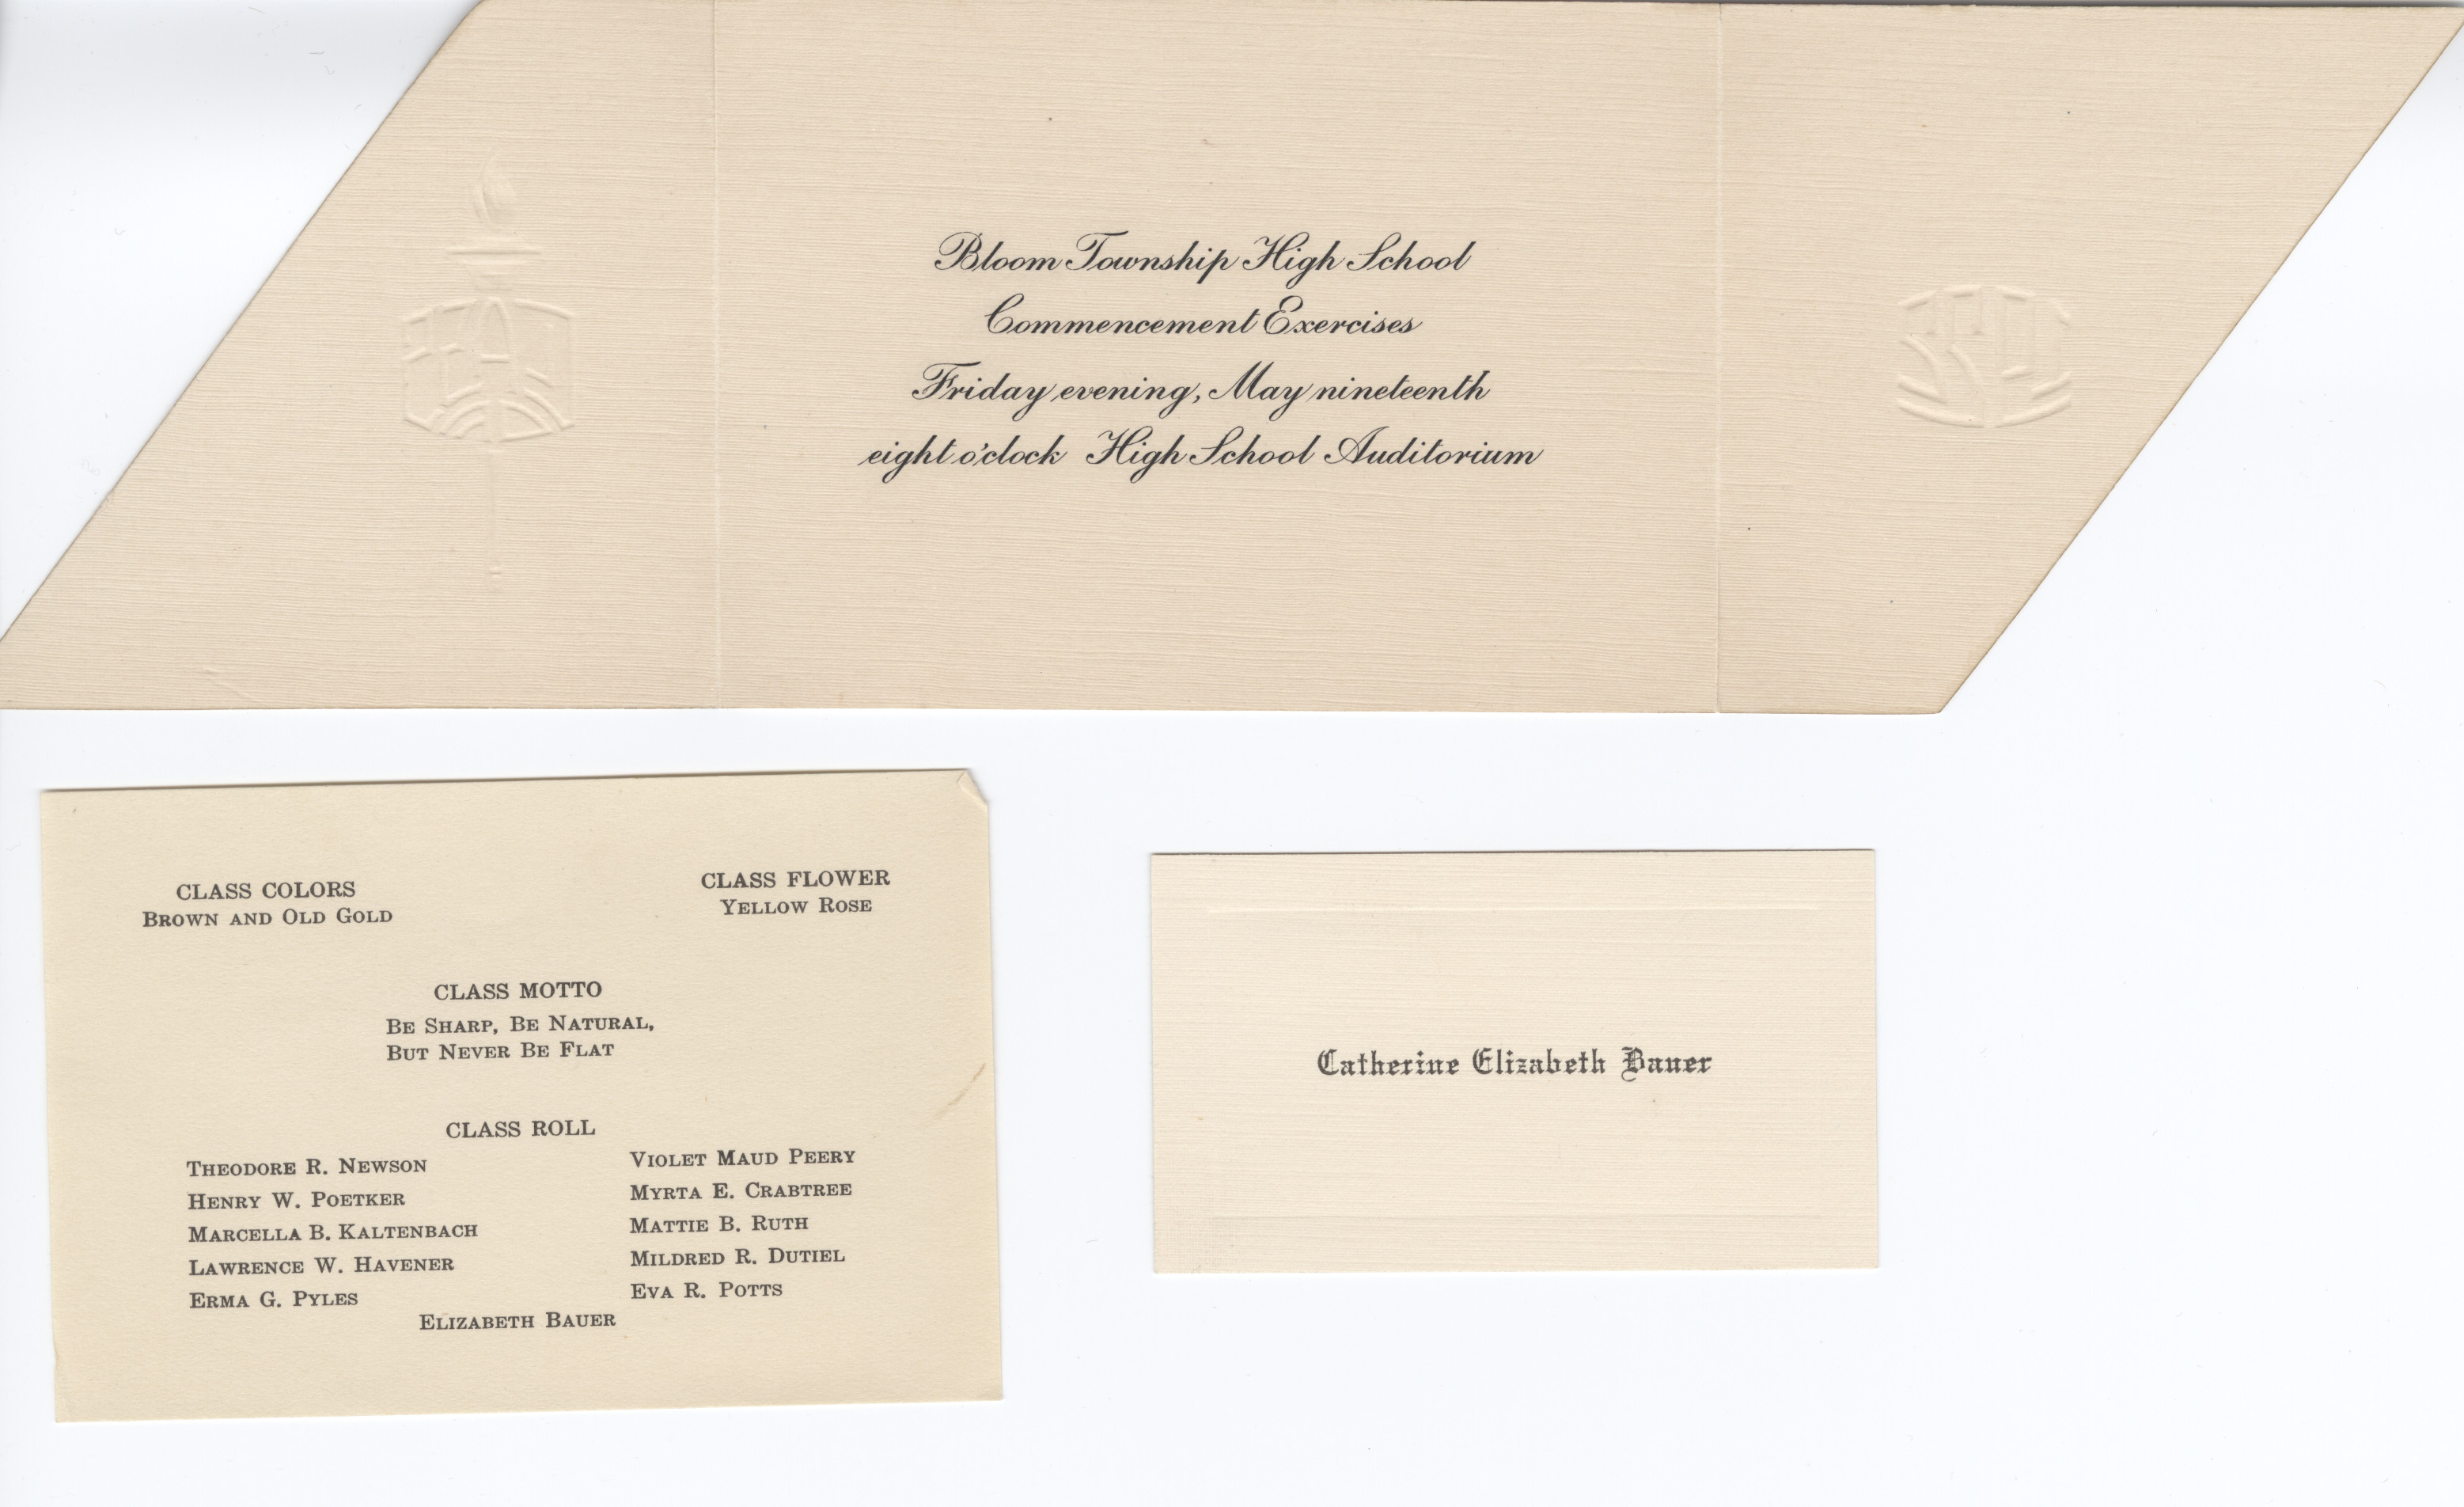 Bloom Township High School
Commencement Exercises
Friday evening, May nineteenth
eight o'clock High School Auditorium
CLASS COLORS
BROWN AND OLD GOLD
CLASS FLOWER
YELLOW ROSE
CLASS MOTTO
BE SHARP, BE NATURAL,
BUT NEVER BE FLAT
CLASS ROLL
THEODORE R. NEWSON
HENRY W. POETKER
MARCELLA B. KALTENBACH
LAWRENCE W. HAVENER
ERMA G. PYLES
VIOLET MAUD PEERY
MYRTA E. CRABTREE
MATTIE B. RUTH
MILDRED R. DUTIEL
EVA R. POTTS
ELIZABETH BAUER
Catherine Elizabeth Bauer